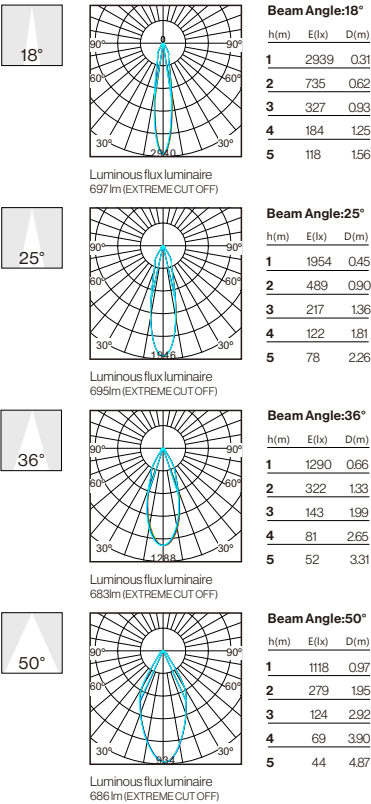 18°
90°
0
90°
60°
60°
30°
2940
30°
Luminous flux luminaire
697 lm (EXTREME CUT OFF)
Beam Angle:18°
h(m) E(lx) D(m)
1 2939 0.31
2 735 0.62
3 327 0.93
4 184 1.25
5 118 1.56
25°
90°
90°
60°
60°
30°
1946
30°
Luminous flux luminaire
695lm (EXTREME CUT OFF)
Beam Angle:25°
h(m) E(lx) D(m)
1 1954 0.45
2 489 0.90
3 217 1.36
4 122 1.81
5 78 2.26
36°
90°
90°
60°
60°
30°
1288
30°
Luminous flux luminaire
683lm (EXTREME CUT OFF)
Beam Angle:36°
h(m) E(lx) D(m)
1 1290 0.66
2 322 1.33
3 143 1.99
4 81 2.65
5 52 3.31
50°
90°
90°
60°
60°
30°
934
30°
Luminous flux luminaire
686 lm (EXTREME CUT OFF)
Beam Angle:50°
h(m) E(lx) D(m)
1 1118 0.97
2 279 1.95
3 124 2.92
4 69 3.90
5 44 4.87